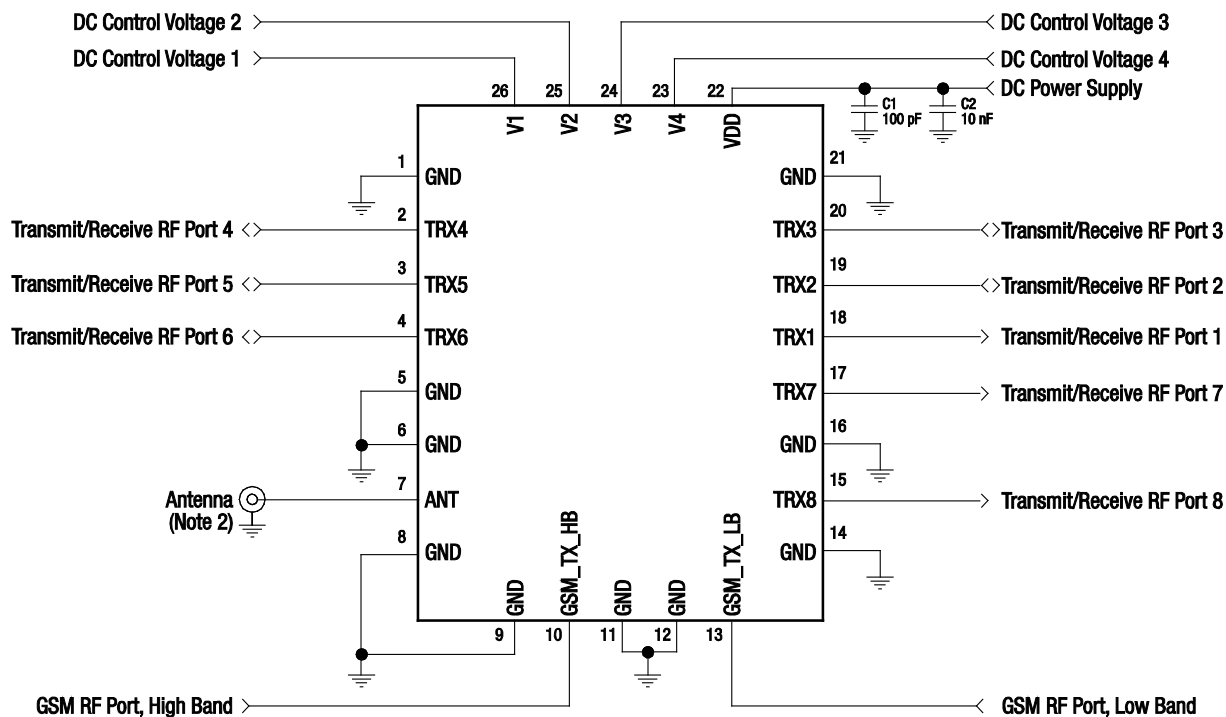 DC Control Voltage 2
DC Control Voltage 3
DC Control Voltage 1
DC Control Voltage 4
DC Power Supply
26
25
24
23
22
C1
100 pF
C2
10 nF
V1
V2
V3
V4
VDD
1
GND
21
GND
Transmit/Receive RF Port 4
2
TRX4
20
TRX3
Transmit/Receive RF Port 3
Transmit/Receive RF Port 5
3
TRX5
19
TRX2
Transmit/Receive RF Port 2
Transmit/Receive RF Port 6
4
TRX6
18
TRX1
Transmit/Receive RF Port 1
5
GND
17
TRX7
Transmit/Receive RF Port 7
6
GND
16
GND
Antenna
(Note 2)
7
ANT
15
TRX8
Transmit/Receive RF Port 8
8
GND
14
GND
GND
GSM_TX_HB
GND
GND
GSM_TX_LB
9
10
11
12
13
GSM RF Port, High Band
GSM RF Port, Low Band